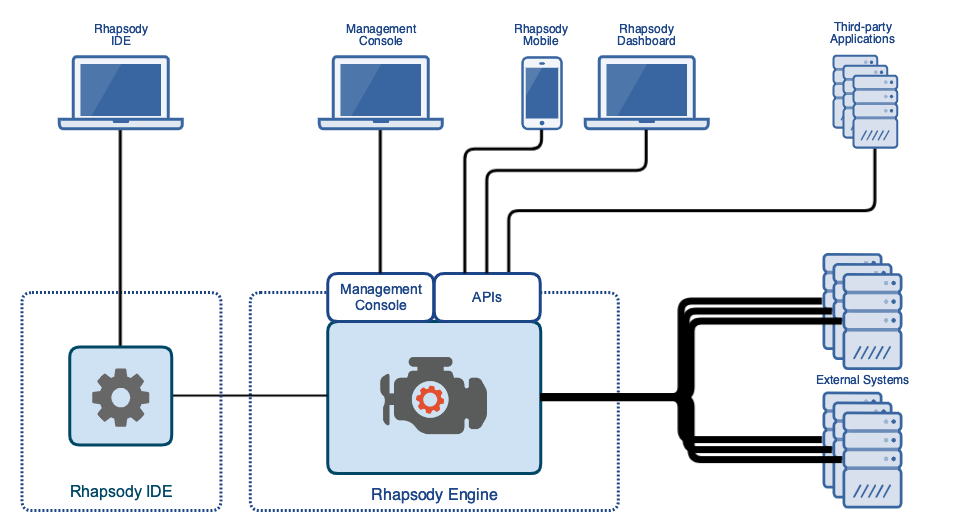 Rhapsody
IDE
Management
Console
Rhapsody
Mobile
Rhapsody
Dashboard
Third-party
Applications
Management
Console
APIs
External Systems
Rhapsody IDE
Rhapsody Engine